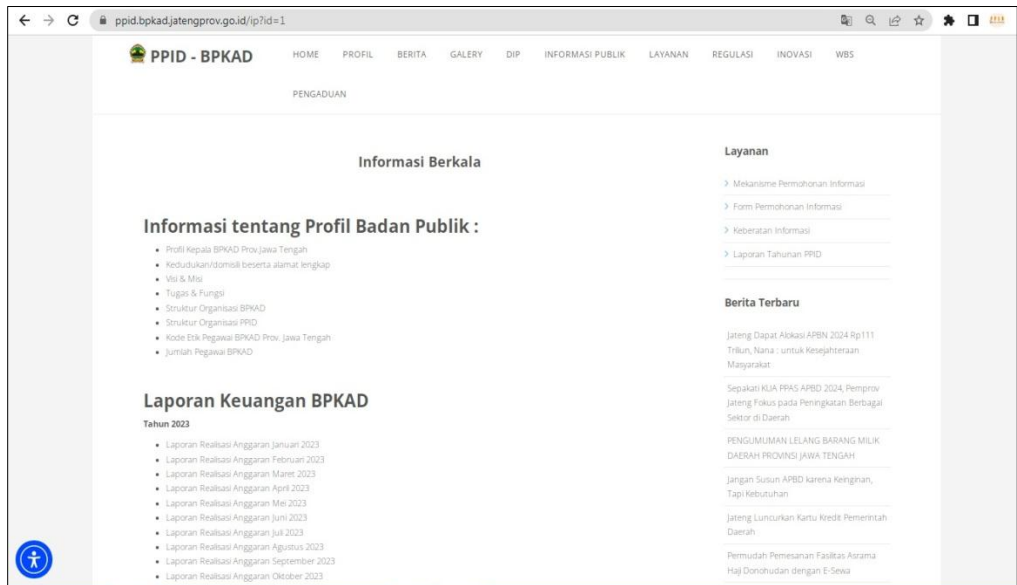 ppid.bpkad.jatengprov.go.id/ip?id=1
PPID - BPKAD
HOME PROFIL BERITA GALERY DIP INFORMASI PUBLIK LAYANAN REGULASI INOVASI WBS
PENGADUAN
Informasi Berkala
Informasi tentang Profil Badan Publik :
Profil Kepala BPKAD Prov.Jawa Tengah
Kedudukan/domisili beserta alamat lengkap
Visi & Misi
Tugas & Fungsi
Struktur Organisasi BPKAD
Struktur Organisasi PPID
Kode Etik Pegawai BPKAD Prov. Jawa Tengah
Jumlah Pegawai BPKAD
Laporan Keuangan BPKAD
Tahun 2023
Laporan Realisasi Anggaran Januari 2023
Laporan Realisasi Anggaran Februari 2023
Laporan Realisasi Anggaran Maret 2023
Laporan Realisasi Anggaran April 2023
Laporan Realisasi Anggaran Mei 2023
Laporan Realisasi Anggaran Juni 2023
Laporan Realisasi Anggaran Juli 2023
Laporan Realisasi Anggaran Agustus 2023
Laporan Realisasi Anggaran September 2023
Laporan Realisasi Anggaran Oktober 2023
Layanan
Mekanisme Permohonan Informasi
Form Permohonan Informasi
Keberatan Informasi
Laporan Tahunan PPID
Berita Terbaru
Jateng Dapat Alokasi APBN 2024 Rp111
Triliun, Nana : untuk Kesejahteraan
Masyarakat
Sepakati KUA PPAS APBD 2024, Pemprov
Jateng Fokus pada Peningkatan Berbagai
Sektor di Daerah
PENGUMUMAN LELANG BARANG MILIK
DAERAH PROVINSI JAWA TENGAH
Jangan Susun APBD karena Keinginan,
Tapi Kebutuhan
Jateng Luncurkan Kartu Kredit Pemerintah
Daerah
Permudah Pemesanan Fasilitas Asrama
Haji Donohudan dengan E-Sewa